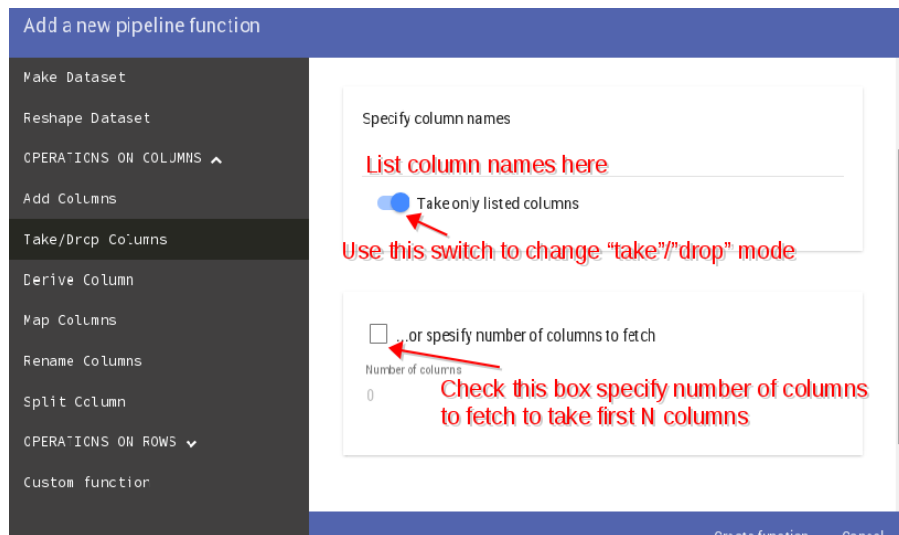 Add a new pipeline function
Make Dataset
Reshape Dataset
OPERATIONS ON COLUMNS
Add Columns
Take/Drop Columns
Derive Column
Map Columns
Rename Columns
Split Column
OPERATIONS ON ROWS
Custom function
Specify column names
List column names here
Take only listed columns
Use this switch to change “take”/”drop” mode
...or spesify number of columns to fetch
Number of columns
0
Check this box specify number of columns
to fetch to take first N columns
Create function Cancel